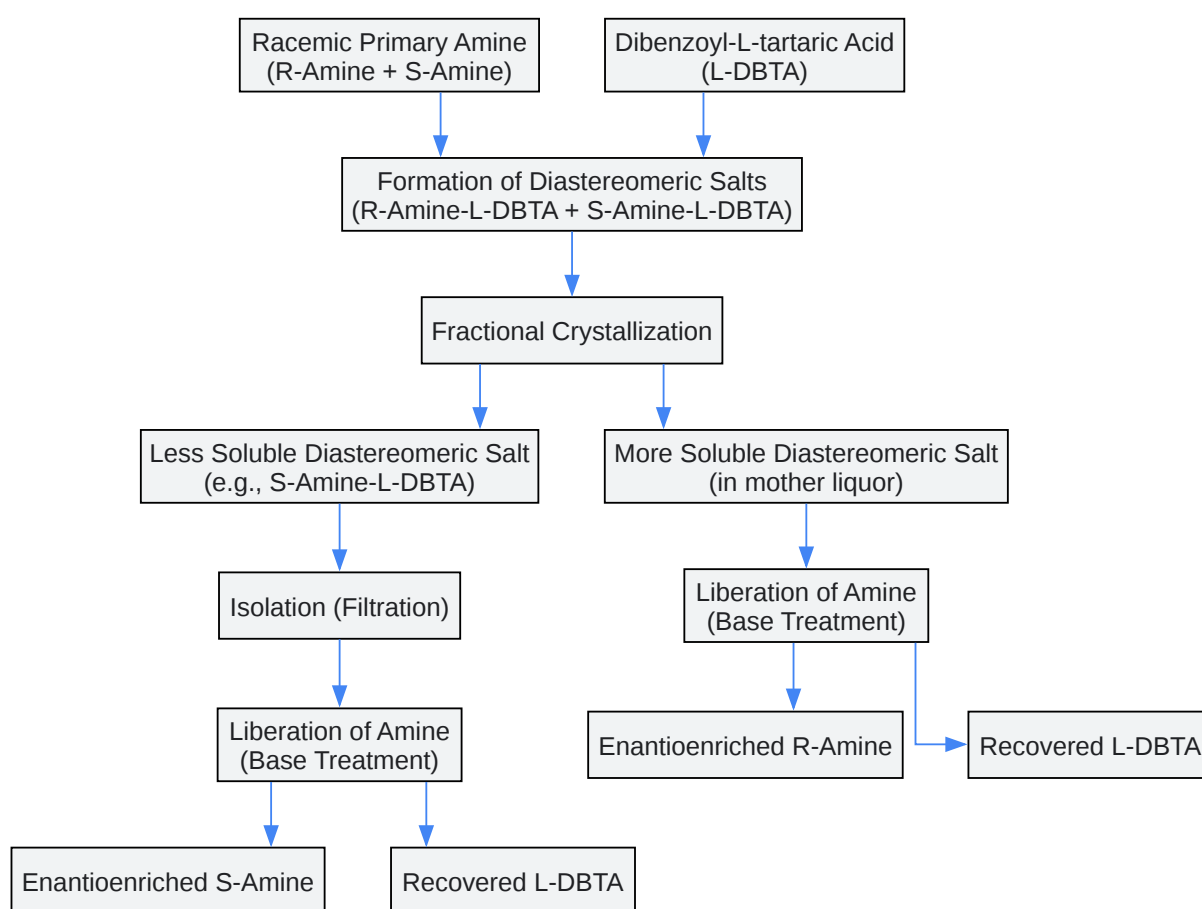 Racemic Primary Amine
(R-Amine + S-Amine)
Dibenzoyl-L-tartaric Acid
(L-DBTA)
Formation of Diastereomeric Salts
(R-Amine-L-DBTA + S-Amine-L-DBTA)
Fractional Crystallization
Less Soluble Diastereomeric Salt
(e.g., S-Amine-L-DBTA)
More Soluble Diastereomeric Salt
(in mother liquor)
Isolation (Filtration)
Liberation of Amine
(Base Treatment)
Liberation of Amine
(Base Treatment)
Enantioenriched R-Amine
Recovered L-DBTA
Enantioenriched S-Amine
Recovered L-DBTA